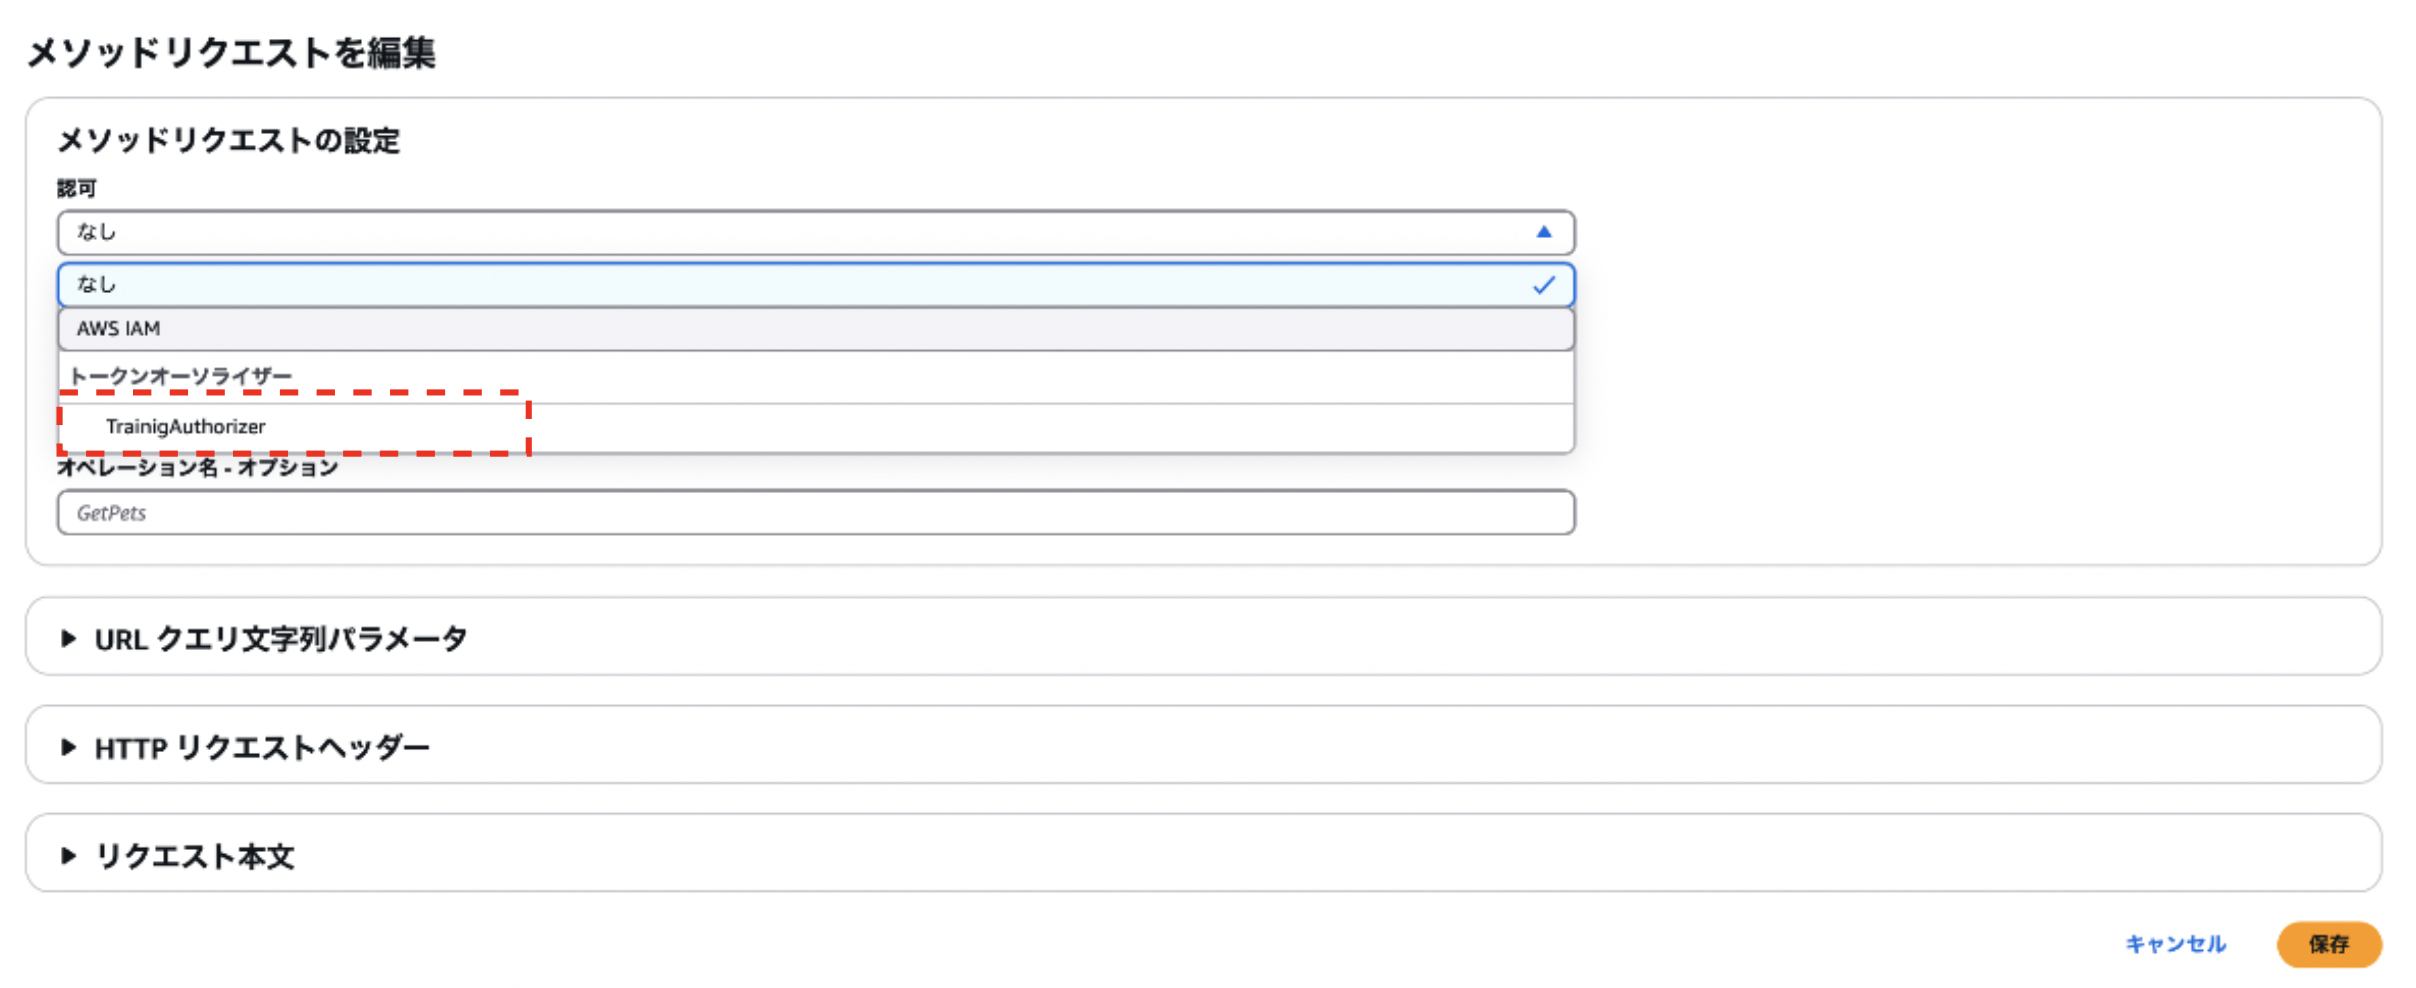 メソッドリクエストを編集
メソッドリクエストの設定
認可
なし
なし
AWS IAM
トークンオーソライザー
TrainigAuthorizer
オペレーション名 - オプション
GetPets
URL クエリ文字列パラメータ
HTTP リクエストヘッダー
リクエスト本文
キャンセル
保存